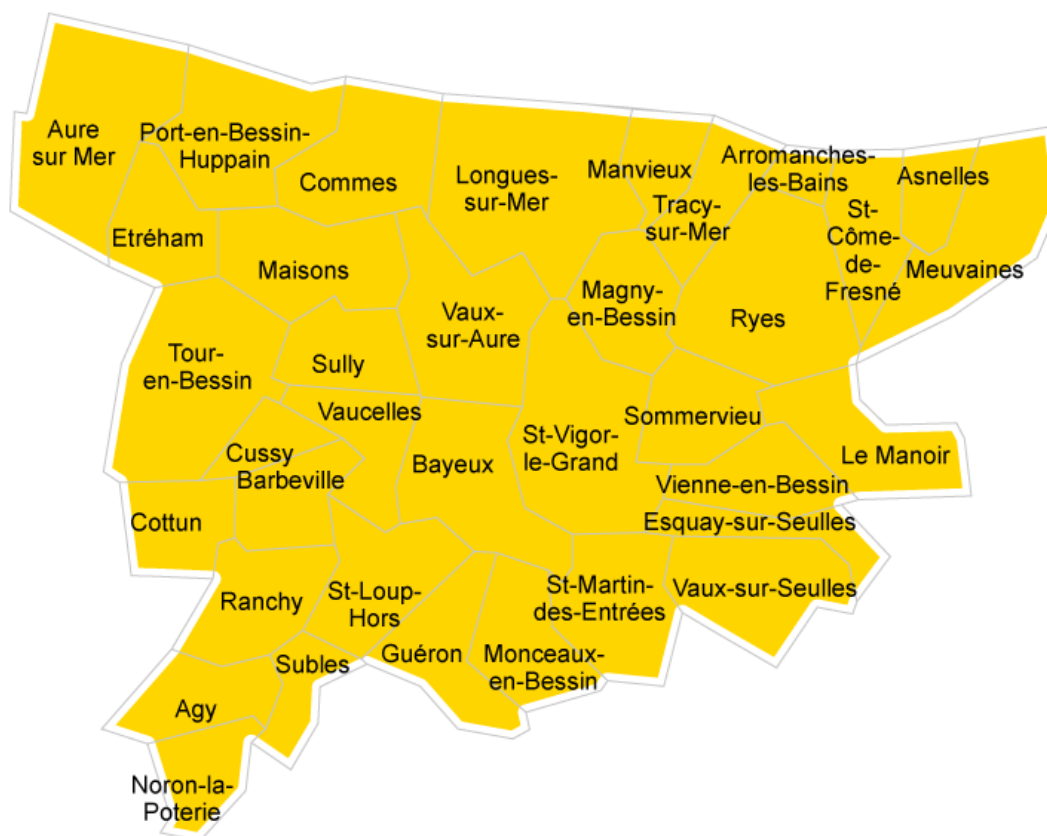 Aure
sur Mer
Port-en-Bessin-
Huppain
Commes
Longues-
sur-Mer
Manvieux
Arromanches-
les-Bains
Asnelles
Tracy-
sur-Mer
St-
Côme-
de-
Fresné
Meuvaines
Etréham
Maisons
Vaux-
sur-Aure
Magny-
en-Bessin
Ryes
Tour-
en-Bessin
Sully
Vaucelles
Cussy
Barbeville
Bayeux
St-Vigor-
le-Grand
Sommervieu
Le Manoir
Vienne-en-Bessin
Esquay-sur-Seulles
Cottun
Ranchy
St-Loup-
Hors
St-Martin-
des-Entrées
Vaux-sur-Seulles
Subles
Guéron
Monceaux-
en-Bessin
Agy
Noron-la-
Poterie